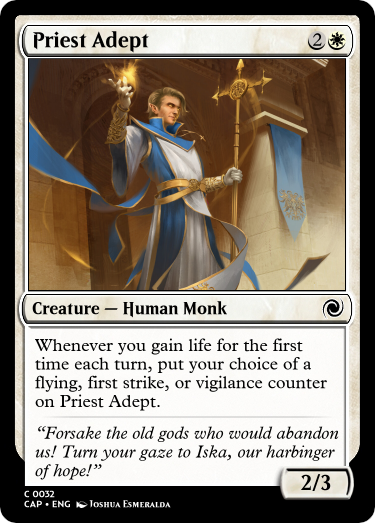 Priest Adept 2
Creature — Human Monk
Whenever you gain life for the first
time each turn, put your choice of a
flying, first strike, or vigilance counter
on Priest Adept.
“Forsake the old gods who would abandon
us! Turn your gaze to Iska, our harbinger
of hope!”
2/3
C 0032
CAP • ENG Joshua Esmeralda